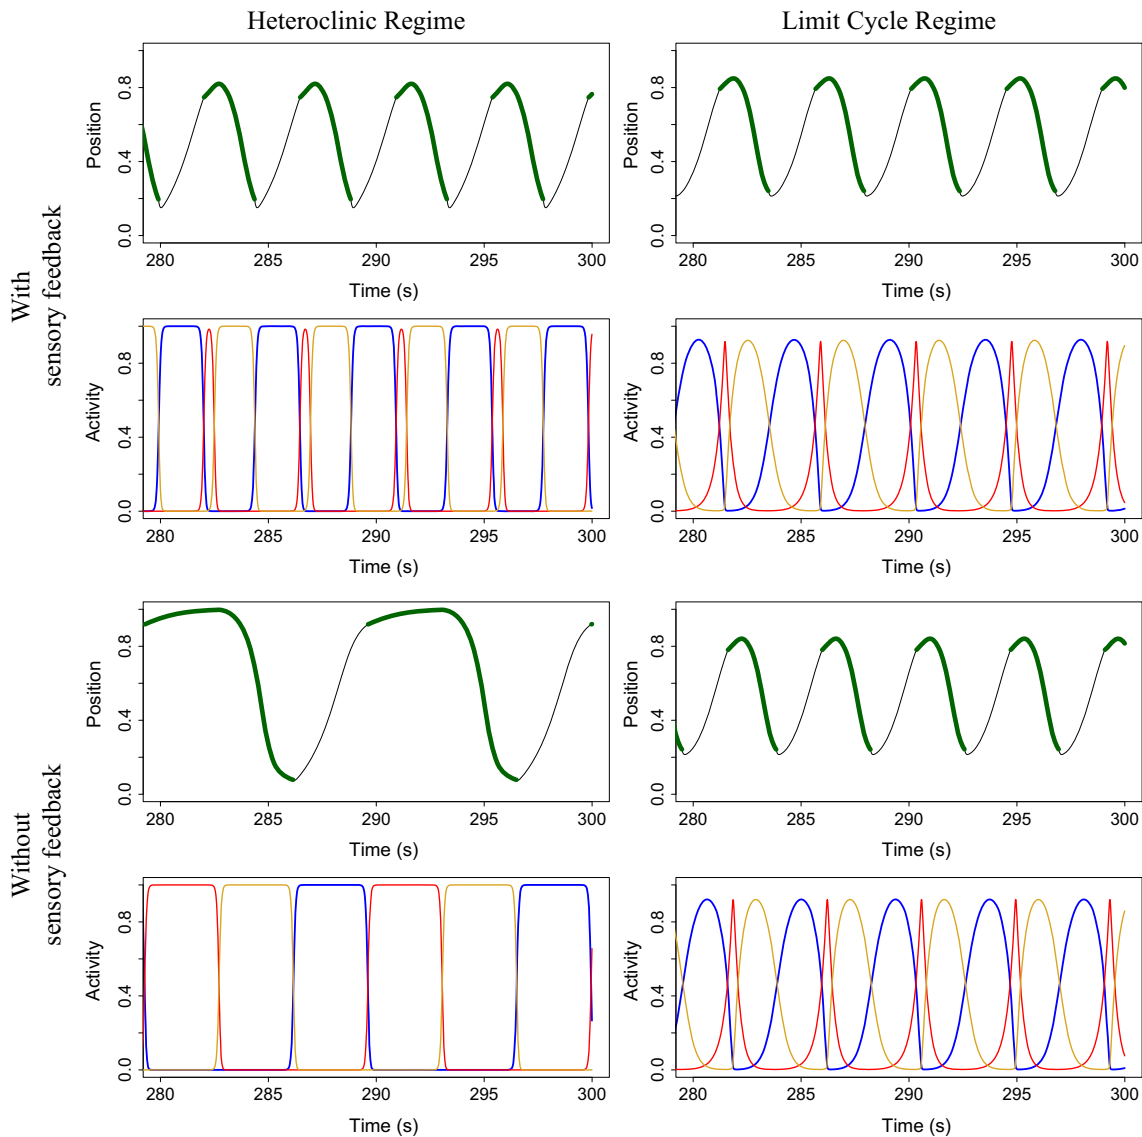 Heteroclinic Regime
Limit Cycle Regime
With
sensory feedback
Position
0.0 0.4 0.8
280 285 290 295 300
Time (s)
Position
0.0 0.4 0.8
280 285 290 295 300
Time (s)
Activity
0.0 0.4 0.8
280 285 290 295 300
Time (s)
Activity
0.0 0.4 0.8
280 285 290 295 300
Time (s)
Without
sensory feedback
Position
0.0 0.4 0.8
280 285 290 295 300
Time (s)
Position
0.0 0.4 0.8
280 285 290 295 300
Time (s)
Activity
0.0 0.4 0.8
280 285 290 295 300
Time (s)
Activity
0.0 0.4 0.8
280 285 290 295 300
Time (s)